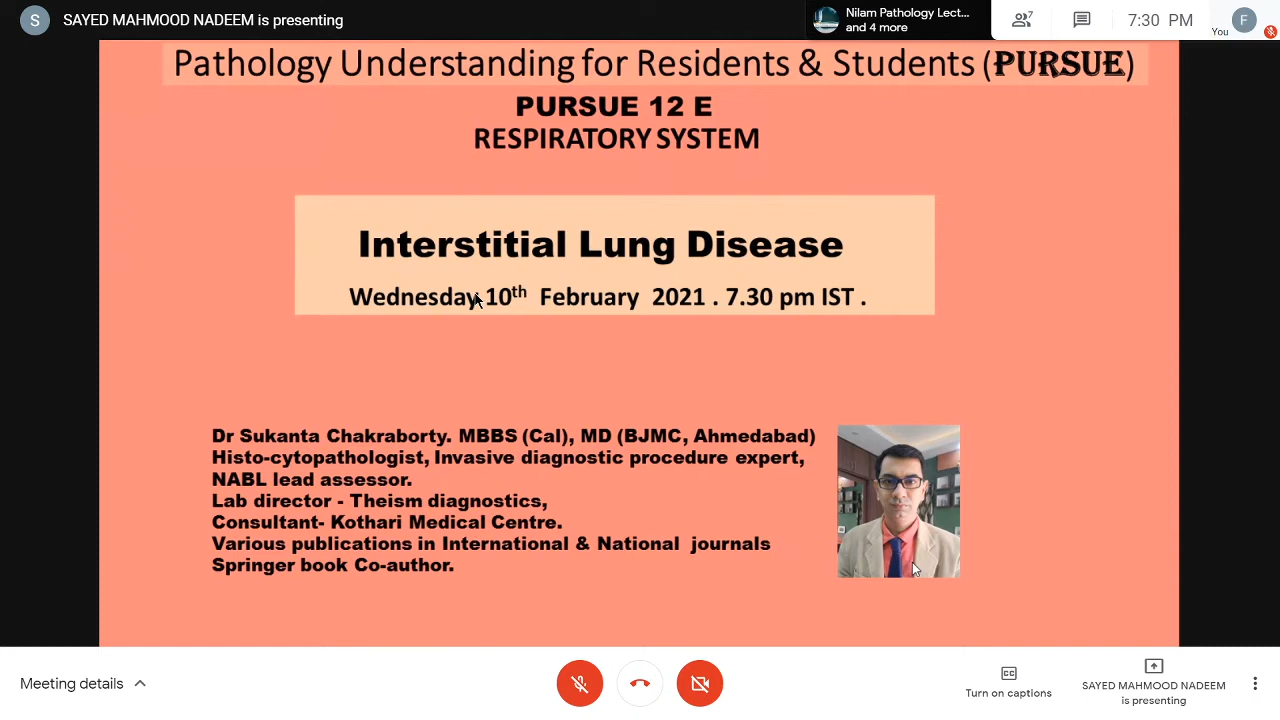 S
SAYED MAHMOOD NADEEM is presenting
Nilam Pathology Lect...
and 4 more
7
7:30 PM
You
F
Pathology Understanding for Residents & Students (PURSUE)
PURSUE 12 E
RESPIRATORY SYSTEM
Interstitial Lung Disease
Wednesday, 10th February 2021 . 7.30 pm IST .
Dr Sukanta Chakraborty. MBBS (Cal), MD (BJMC, Ahmedabad)
Histo-cytopathologist, Invasive diagnostic procedure expert,
NABL lead assessor.
Lab director - Theism diagnostics,
Consultant- Kothari Medical Centre.
Various publications in International & National journals
Springer book Co-author.
Meeting details
CC
Turn on captions
SAYED MAHMOOD NADEEM
is presenting